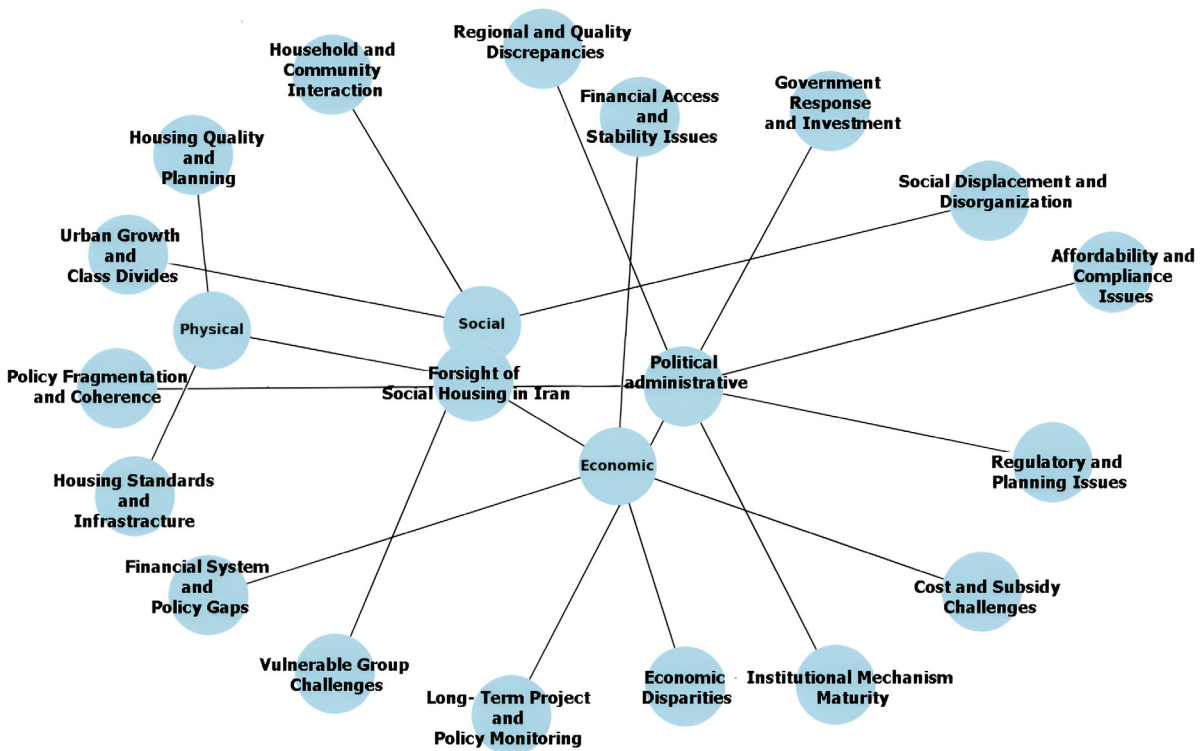 Regional and Quality
Discrepancies
Household and
Community
Interaction
Financial Access
and
Stability Issues
Government
Response
and Investment
Housing Quality
and
Planning
Social Displacement and
Disorganization
Urban Growth
and
Class Divides
Affordability and
Compliance
Issues
Physical
Social
Policy Fragmentation
and Coherence
Forsight of
Social Housing in Iran
Political
administrative
Economic
Regulatory and
Planning Issues
Housing Standards
and
Infrastracture
Financial System
and
Policy Gaps
Cost and Subsidy
Challenges
Vulnerable Group
Challenges
Long- Term Project
and
Policy Monitoring
Economic
Disparities
Institutional Mechanism
Maturity